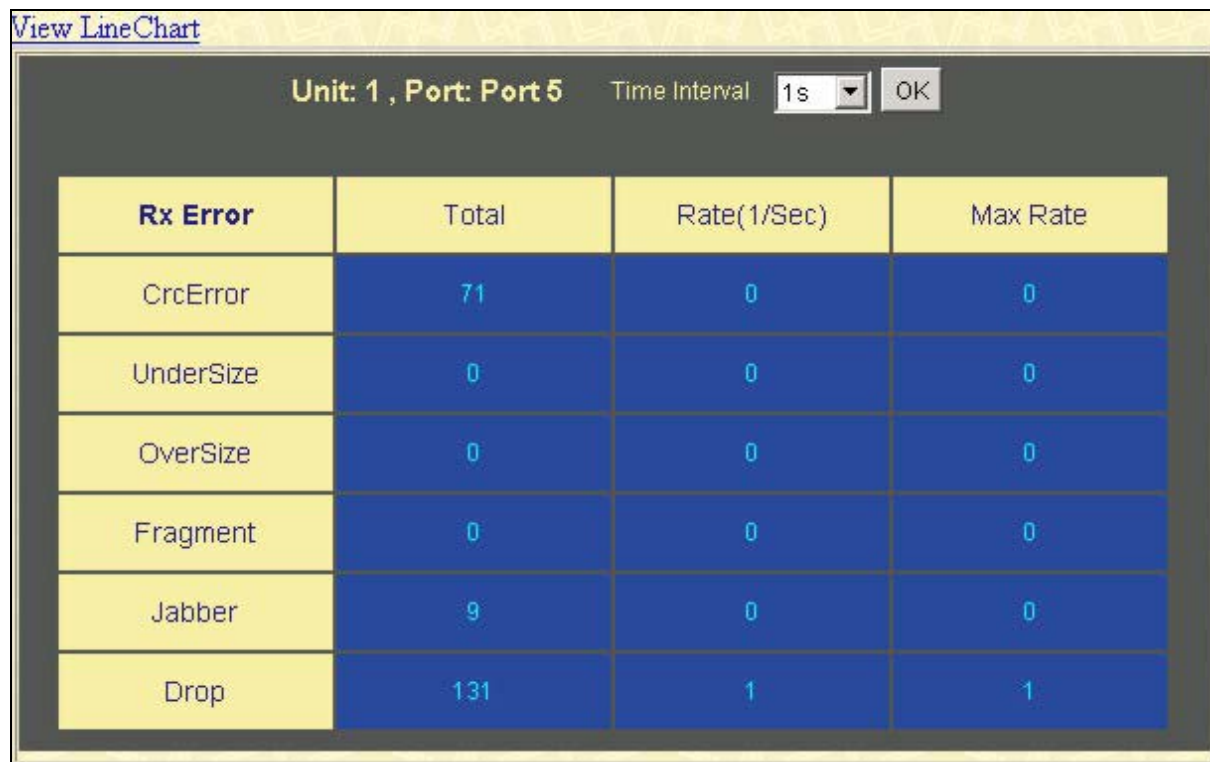 View LineChart
Unit: 1 , Port: Port 5 Time Interval 1s OK
Rx Error Total Rate(1/Sec) Max Rate
CrcError 71 0 0
UnderSize 0 0 0
OverSize 0 0 0
Fragment 0 0 0
Jabber 9 0 0
Drop 131 1 1